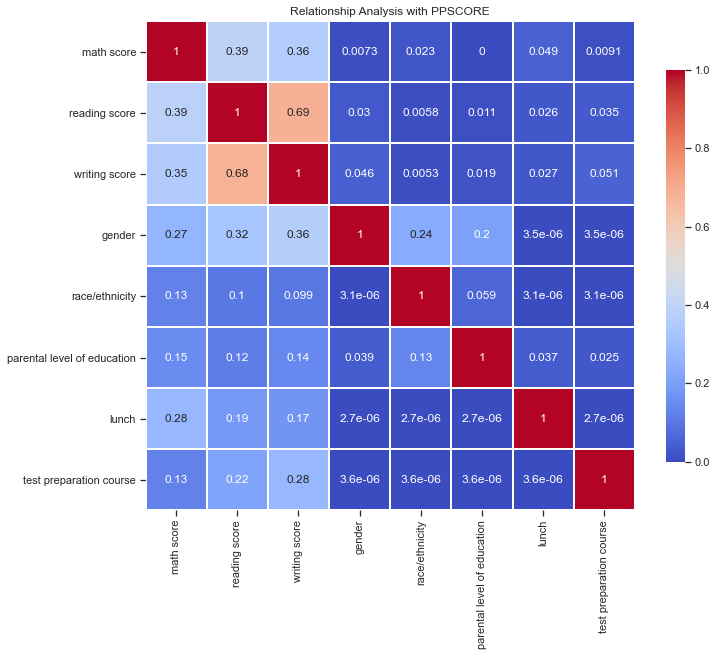 Relationship Analysis with PPSCORE
math score 1 0.39 0.36 0.0073 0.023 0 0.049 0.0091
reading score 0.39 1 0.69 0.03 0.0058 0.011 0.026 0.035
writing score 0.35 0.68 1 0.046 0.0053 0.019 0.027 0.051
gender 0.27 0.32 0.36 1 0.24 0.2 3.5e-06 3.5e-06
race/ethnicity 0.13 0.1 0.099 3.1e-06 1 0.059 3.1e-06 3.1e-06
parental level of education 0.15 0.12 0.14 0.039 0.13 1 0.037 0.025
lunch 0.28 0.19 0.17 2.7e-06 2.7e-06 2.7e-06 1 2.7e-06
test preparation course 0.13 0.22 0.28 3.6e-06 3.6e-06 3.6e-06 3.6e-06 1
math score
reading score
writing score
gender
race/ethnicity
parental level of education
lunch
test preparation course
1.0
0.8
0.6
0.4
0.2
0.0